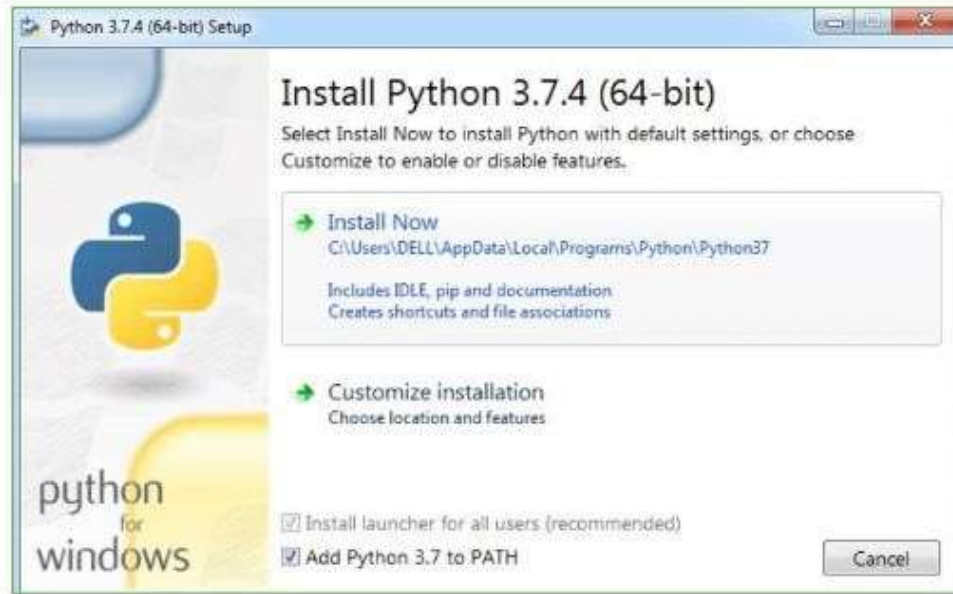 Python 3.7.4 (64-bit) Setup
Install Python 3.7.4 (64-bit)
Select Install Now to install Python with default settings, or choose
Customize to enable or disable features.
Install Now
C:\Users\DELL\AppData\Local\Programs\Python\Python37
Includes IDLE, pip and documentation
Creates shortcuts and file associations
Customize installation
Choose location and features
python
for
windows
Install launcher for all users (recommended)
Add Python 3.7 to PATH
Cancel